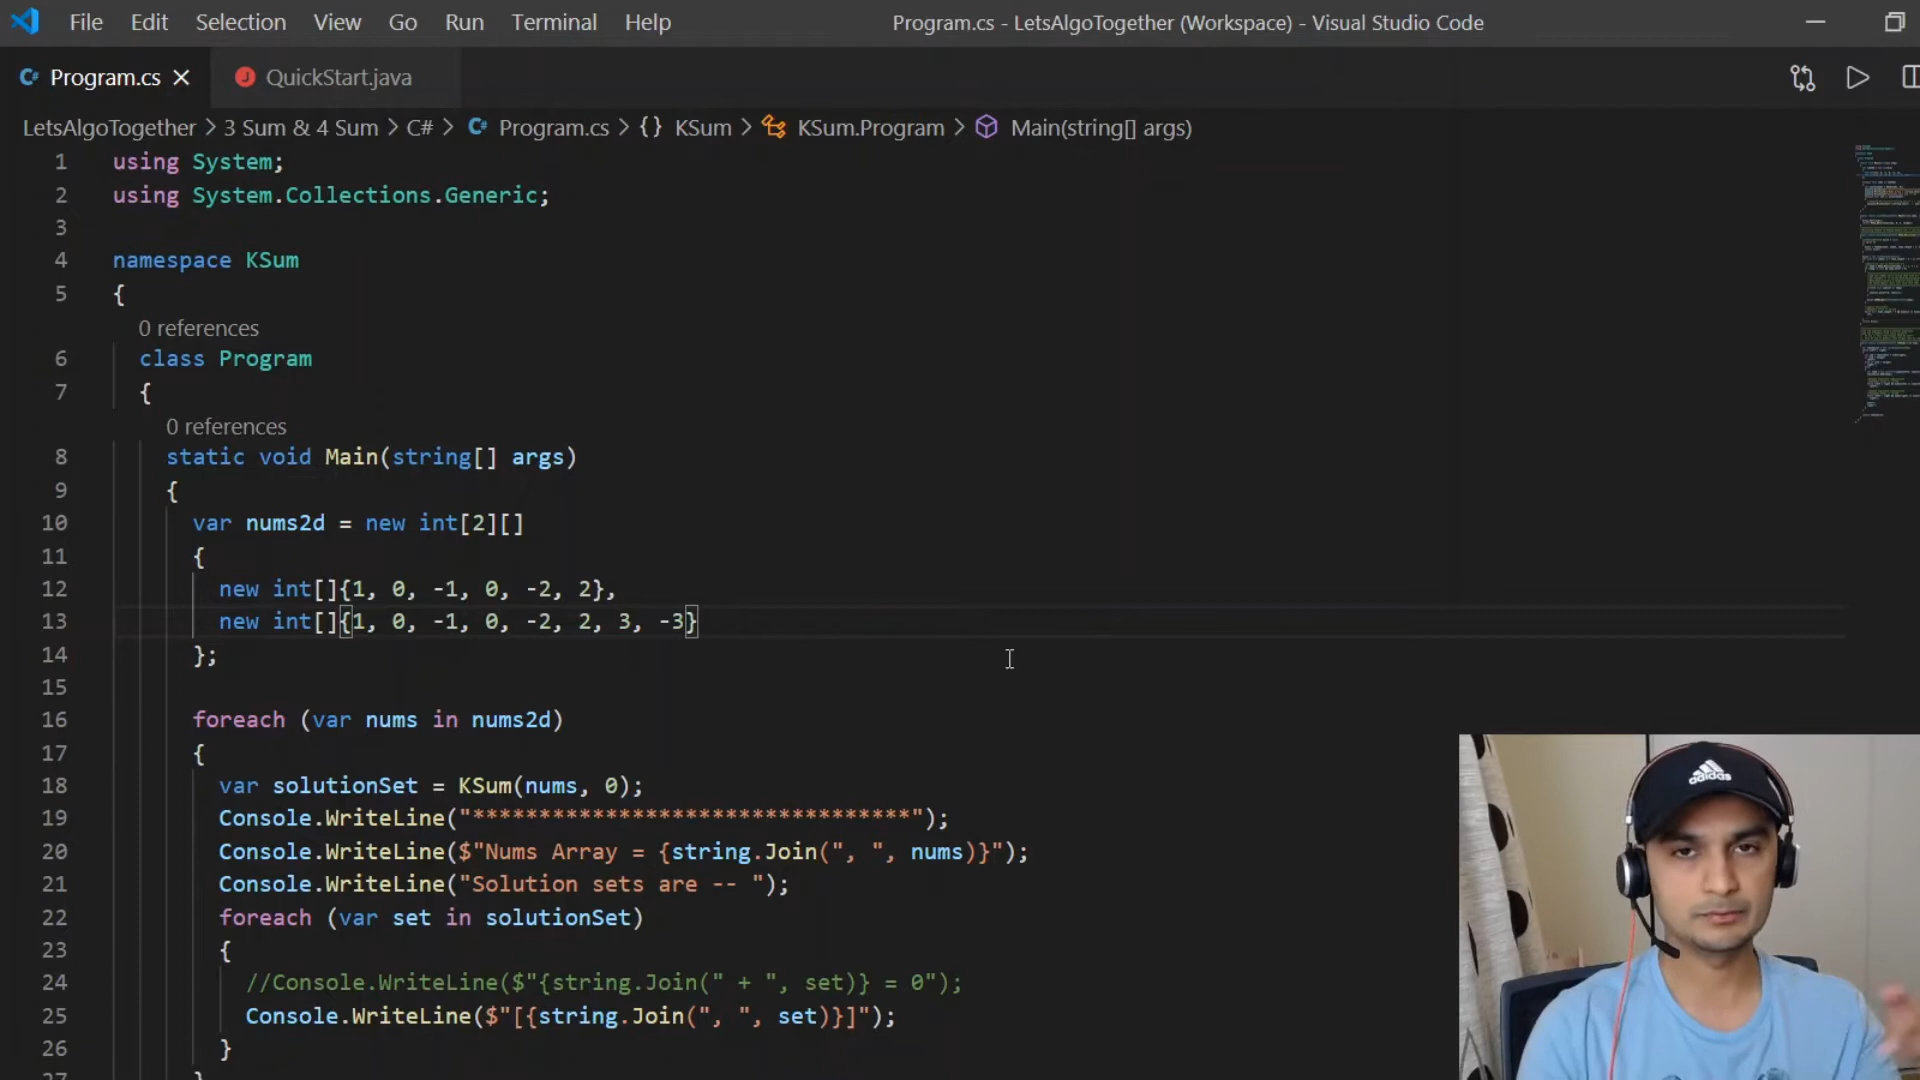 File Edit Selection View Go Run Terminal Help Program.cs - LetsAlgoTogether (Workspace) - Visual Studio Code
C# Program.cs J QuickStart.java
LetsAlgoTogether > 3 Sum & 4 Sum > C# > C# Program.cs > {} KSum > KSum.Program > Main(string[] args)
1 using System;
2 using System.Collections.Generic;
3
4 namespace KSum
5 {
0 references
6 class Program
7 {
0 references
8 static void Main(string[] args)
9 {
10 var nums2d = new int[2][]
11 {
12 new int[]{1, 0, -1, 0, -2, 2},
13 new int[]{1, 0, -1, 0, -2, 2, 3, -3}
14 };
15
16 foreach (var nums in nums2d)
17 {
18 var solutionSet = KSum(nums, 0);
19 Console.WriteLine("*********************************");
20 Console.WriteLine($"Nums Array = {string.Join(", ", nums)}");
21 Console.WriteLine("Solution sets are -- ");
22 foreach (var set in solutionSet)
23 {
24 //Console.WriteLine($"{string.Join(" + ", set)} = 0");
25 Console.WriteLine($"[{string.Join(", ", set)}]");
26 }
27 }
adidas